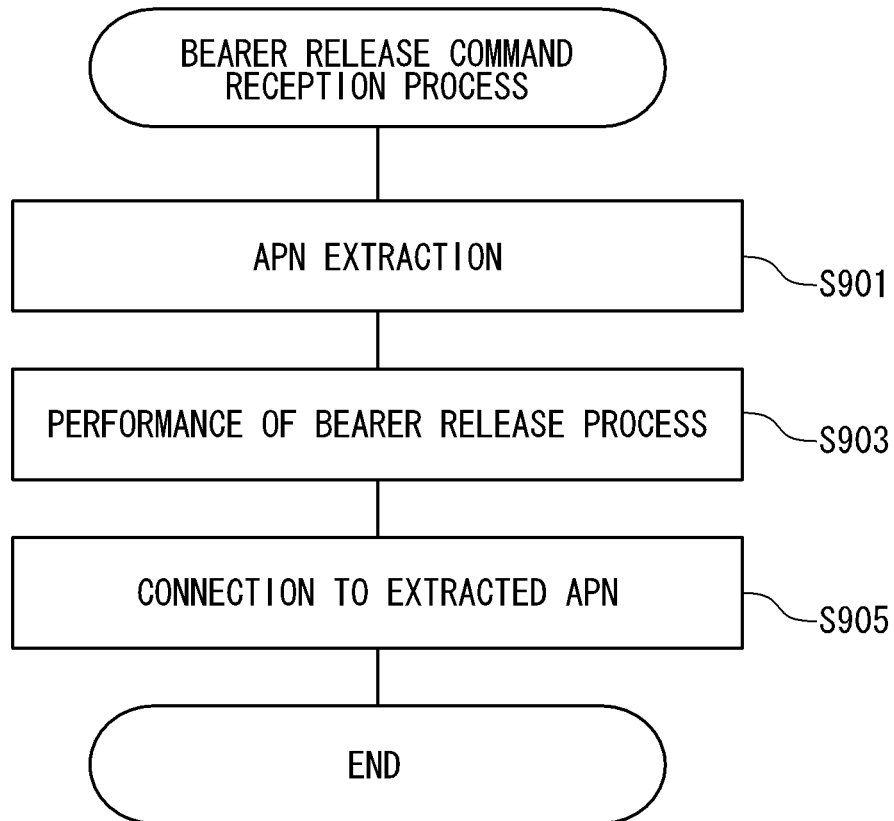 BEARER RELEASE COMMAND
RECEPTION PROCESS
APN EXTRACTION
S901
PERFORMANCE OF BEARER RELEASE PROCESS
S903
CONNECTION TO EXTRACTED APN
S905
END